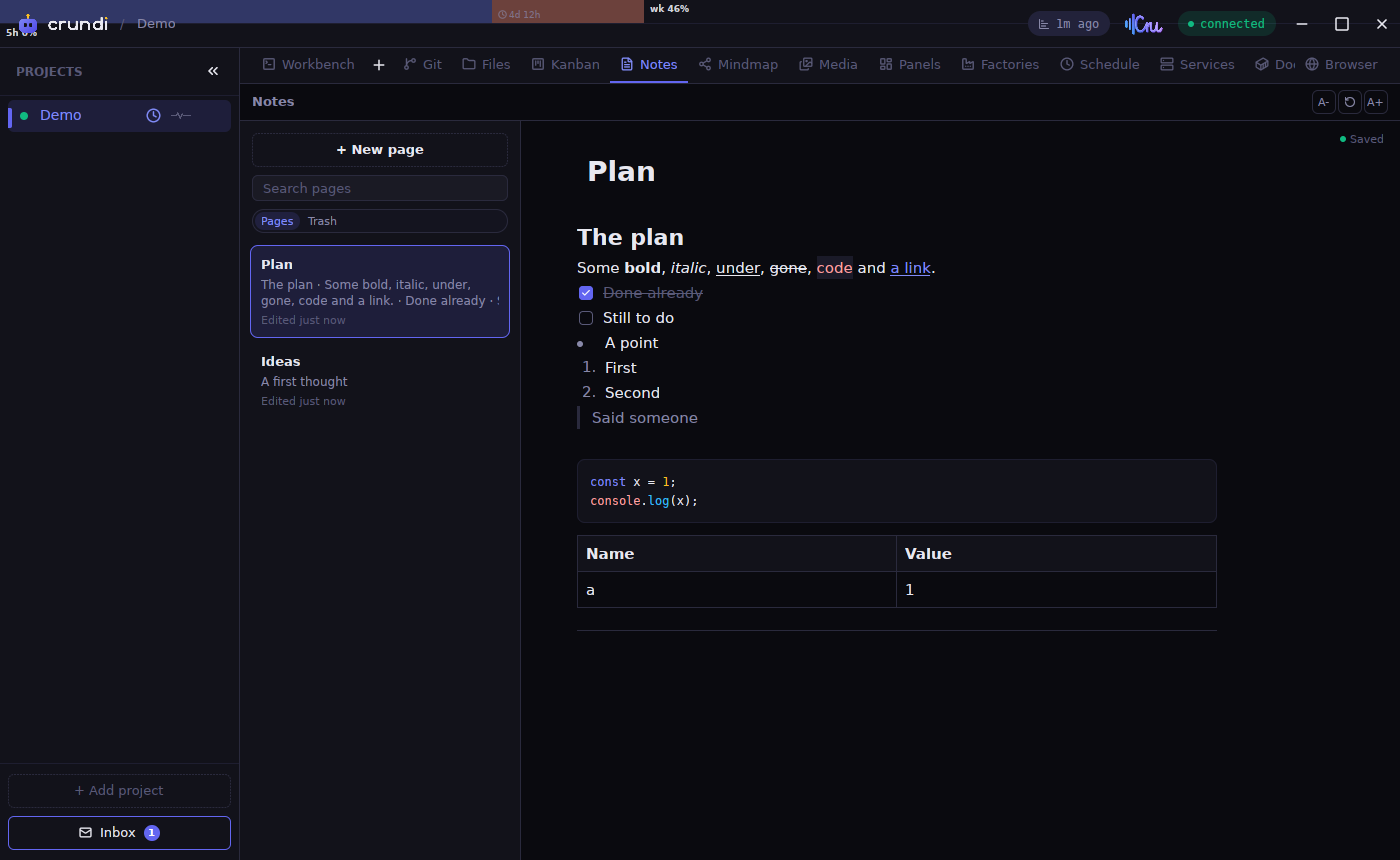 4d 12h
wk 46%
crundi / Demo
1m ago
connected
PROJECTS
Demo
+ Add project
Inbox 1
Workbench
+
Git
Files
Kanban
Notes
Mindmap
Media
Panels
Factories
Schedule
Services
Browser
Notes
A-
A+
+ New page
Search pages
Pages
Trash
Plan
The plan · Some bold, italic, under,
gone, code and a link. · Done already ·
Edited just now
Ideas
A first thought
Edited just now
Saved
Plan
The plan
Some bold, italic, under, gone, code and a link.
Done already
Still to do
• A point
1. First
2. Second
Said someone
const x = 1;
console.log(x);
Name Value
a 1